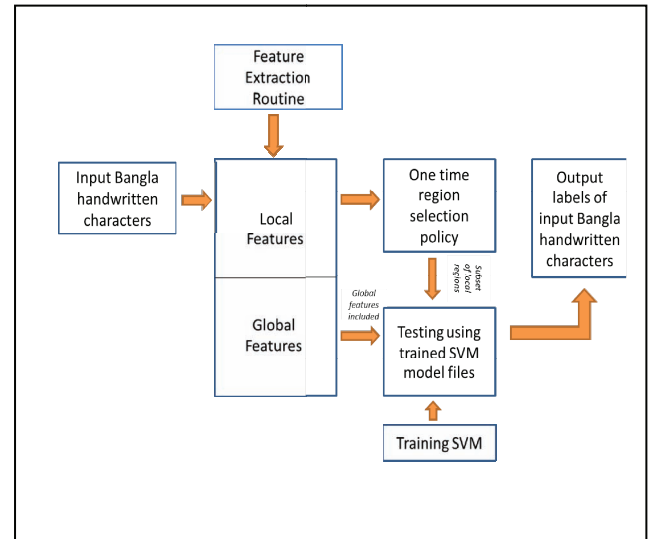 Feature
Extraction
Routine
Input Bangla
handwritten
characters
Local
Features
One time
region
selection
policy
Output
labels of
input Bangla
handwritten
characters
Subset
of local
regions
Global
features
included
Global
Features
Testing using
trained SVM
model files
Training SVM